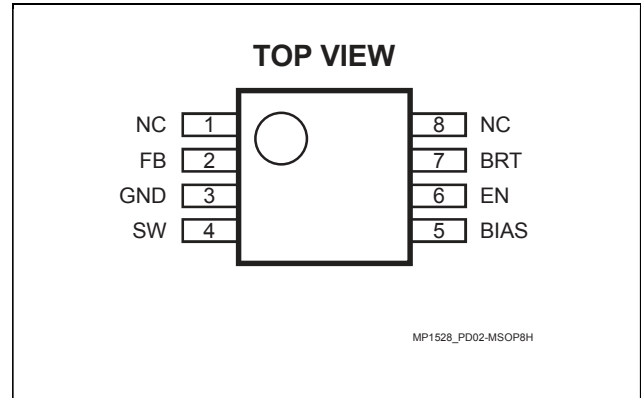 TOP VIEW
NC 1 8 NC
FB 2 7 BRT
GND 3 6 EN
SW 4 5 BIAS
MP1528_PD02-MSOP8H